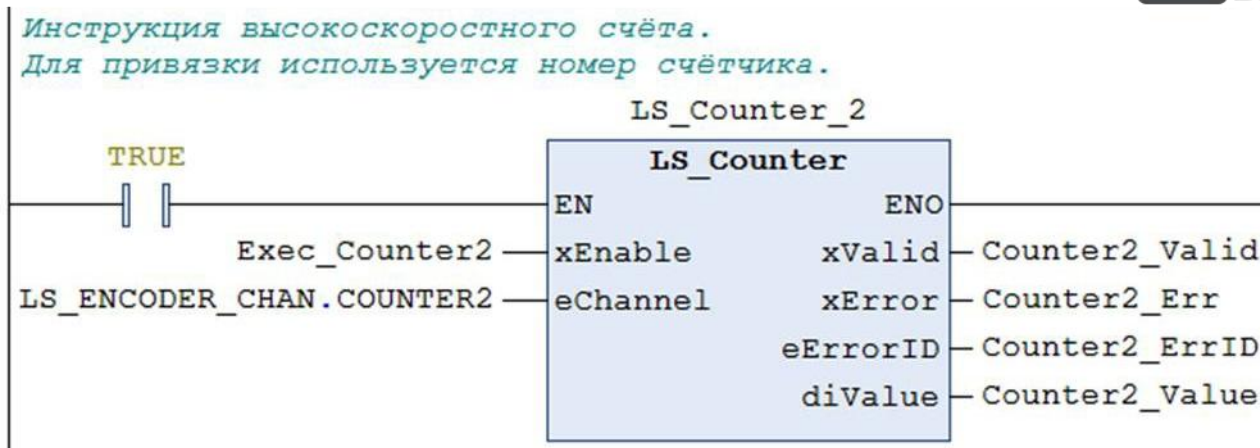 Инструкция высокоскоростного счёта.
Для привязки используется номер счётчика.
LS_Counter_2
TRUE
LS_Counter
EN ENO
Exec_Counter2 xEnable xValid Counter2_Valid
LS_ENCODER_CHAN.COUNTER2 eChannel xError Counter2_Err
eErrorID Counter2_ErrID
diValue Counter2_Value